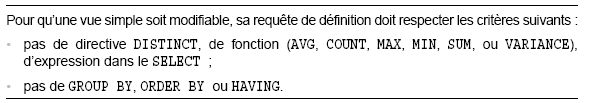 Pour qu'une vue simple soit modifiable, sa requête de définition doit respecter les critères suivants :
• pas de directive DISTINCT, de fonction (AVG, COUNT, MAX, MIN, SUM, ou VARIANCE),
d'expression dans le SELECT ;
• pas de GROUP BY, ORDER BY ou HAVING.